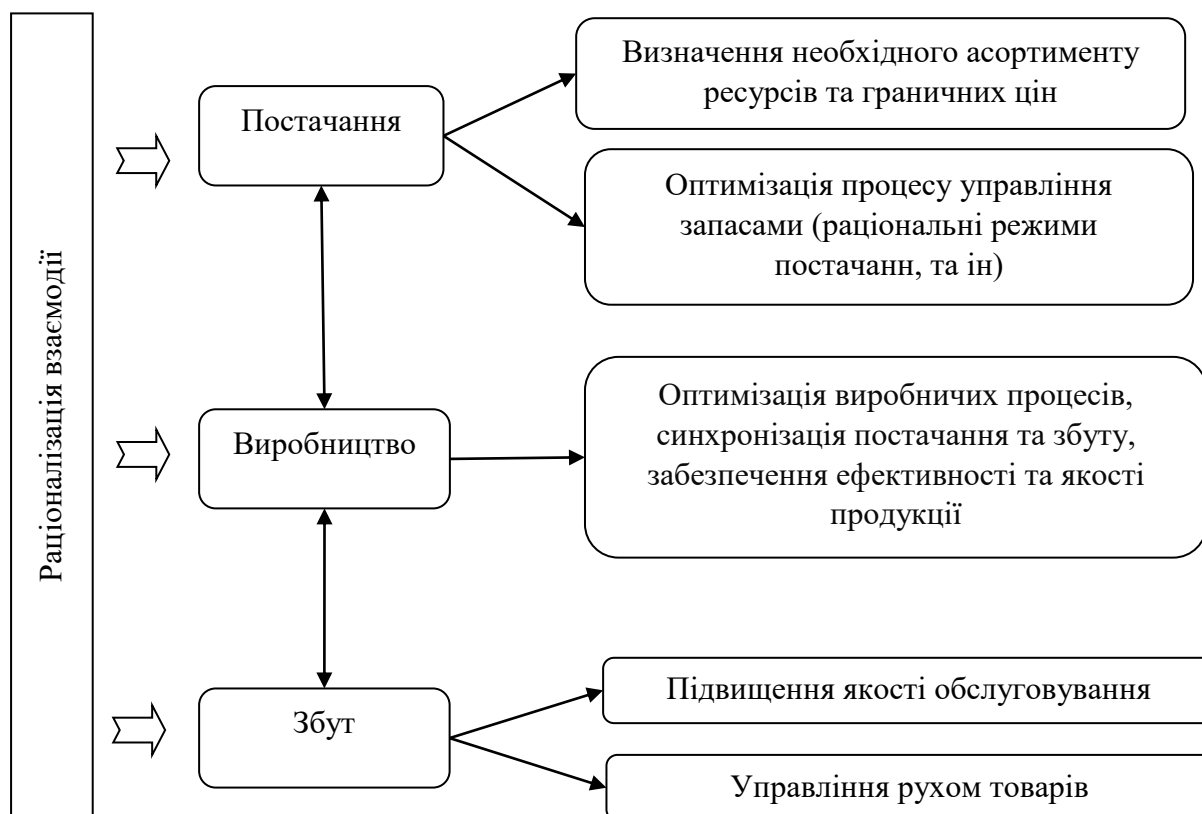 Раціоналізація взаємодії
Постачання
Визначення необхідного асортименту
ресурсів та граничних цін
Оптимізація процесу управління
запасами (раціональні режими
постачанн, та ін)
Виробництво
Оптимізація виробничих процесів,
синхронізація постачання та збуту,
забезпечення ефективності та якості
продукції
Збут
Підвищення якості обслуговування
Управління рухом товарів